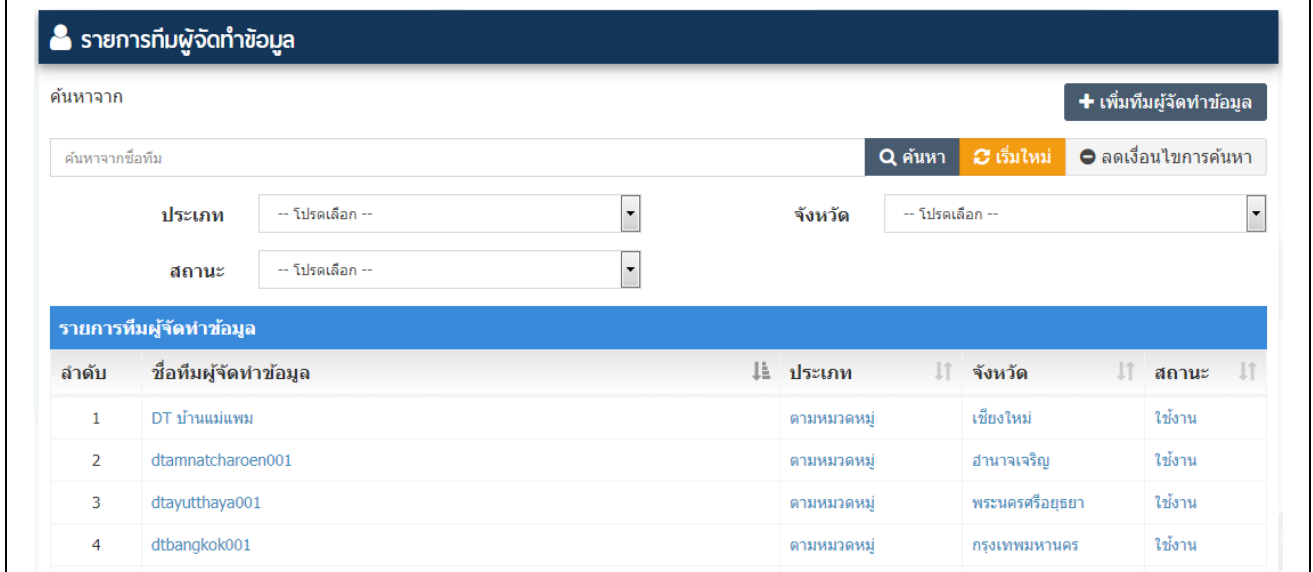 รายการทีมผู้จัดทำข้อมูล
ค้นหาจาก
เพิ่มทีมผู้จัดทำข้อมูล
ค้นหาจากชื่อทีม ค้นหา เริ่มใหม่ ลดเงื่อนไขการค้นหา
ประเภท -- โปรดเลือก -- จังหวัด -- โปรดเลือก --
สถานะ -- โปรดเลือก --
รายการทีมผู้จัดทำข้อมูล
ลำดับ ชื่อทีมผู้จัดทำข้อมูล ประเภท จังหวัด สถานะ
1 DT บ้านแม่แพม ตามหมวดหมู่ เชียงใหม่ ใช้งาน
2 dtamnatcharoen001 ตามหมวดหมู่ อำนาจเจริญ ใช้งาน
3 dtayutthaya001 ตามหมวดหมู่ พระนครศรีอยุธยา ใช้งาน
4 dtbangkok001 ตามหมวดหมู่ กรุงเทพมหานคร ใช้งาน